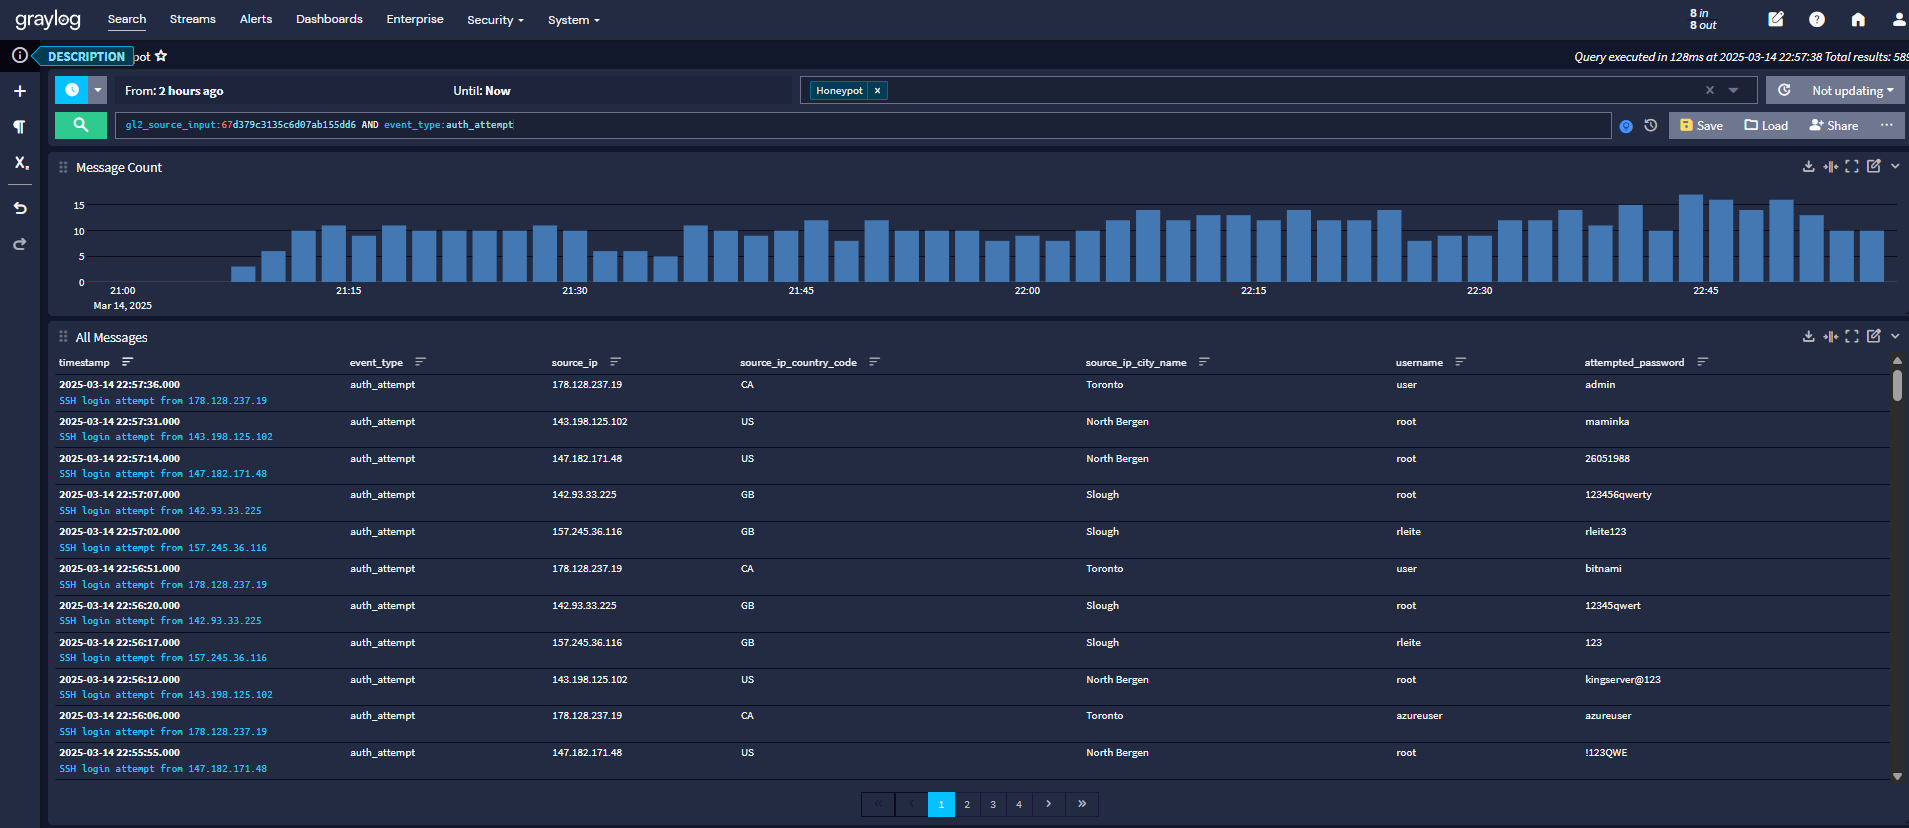 graylog Search Streams Alerts Dashboards Enterprise Security System 8 in
8 out
DESCRIPTION pot Query executed in 128ms at 2025-03-14 22:57:38 Total results: 589
From: 2 hours ago Until: Now Honeypot × Not updating
gl2_source_input:67d379c3135c6d07ab155dd6 AND event_type:auth_attempt Save Load Share ···
Message Count
15
10
5
0
21:00 21:15 21:30 21:45 22:00 22:15 22:30 22:45
Mar 14, 2025
All Messages
timestamp event_type source_ip source_ip_country_code source_ip_city_name username attempted_password
2025-03-14 22:57:36.000 auth_attempt 178.128.237.19 CA Toronto user admin
SSH login attempt from 178.128.237.19
2025-03-14 22:57:31.000 auth_attempt 143.198.125.102 US North Bergen root maminka
SSH login attempt from 143.198.125.102
2025-03-14 22:57:14.000 auth_attempt 147.182.171.48 US North Bergen root 26051988
SSH login attempt from 147.182.171.48
2025-03-14 22:57:07.000 auth_attempt 142.93.33.225 GB Slough root 123456qwerty
SSH login attempt from 142.93.33.225
2025-03-14 22:57:02.000 auth_attempt 157.245.36.116 GB Slough rleite rleite123
SSH login attempt from 157.245.36.116
2025-03-14 22:56:51.000 auth_attempt 178.128.237.19 CA Toronto user bitnami
SSH login attempt from 178.128.237.19
2025-03-14 22:56:20.000 auth_attempt 142.93.33.225 GB Slough root 12345qwert
SSH login attempt from 142.93.33.225
2025-03-14 22:56:17.000 auth_attempt 157.245.36.116 GB Slough rleite 123
SSH login attempt from 157.245.36.116
2025-03-14 22:56:12.000 auth_attempt 143.198.125.102 US North Bergen root kingserver@123
SSH login attempt from 143.198.125.102
2025-03-14 22:56:06.000 auth_attempt 178.128.237.19 CA Toronto azureuser azureuser
SSH login attempt from 178.128.237.19
2025-03-14 22:55:55.000 auth_attempt 147.182.171.48 US North Bergen root !123QWE
SSH login attempt from 147.182.171.48
« ‹ 1 2 3 4 › »